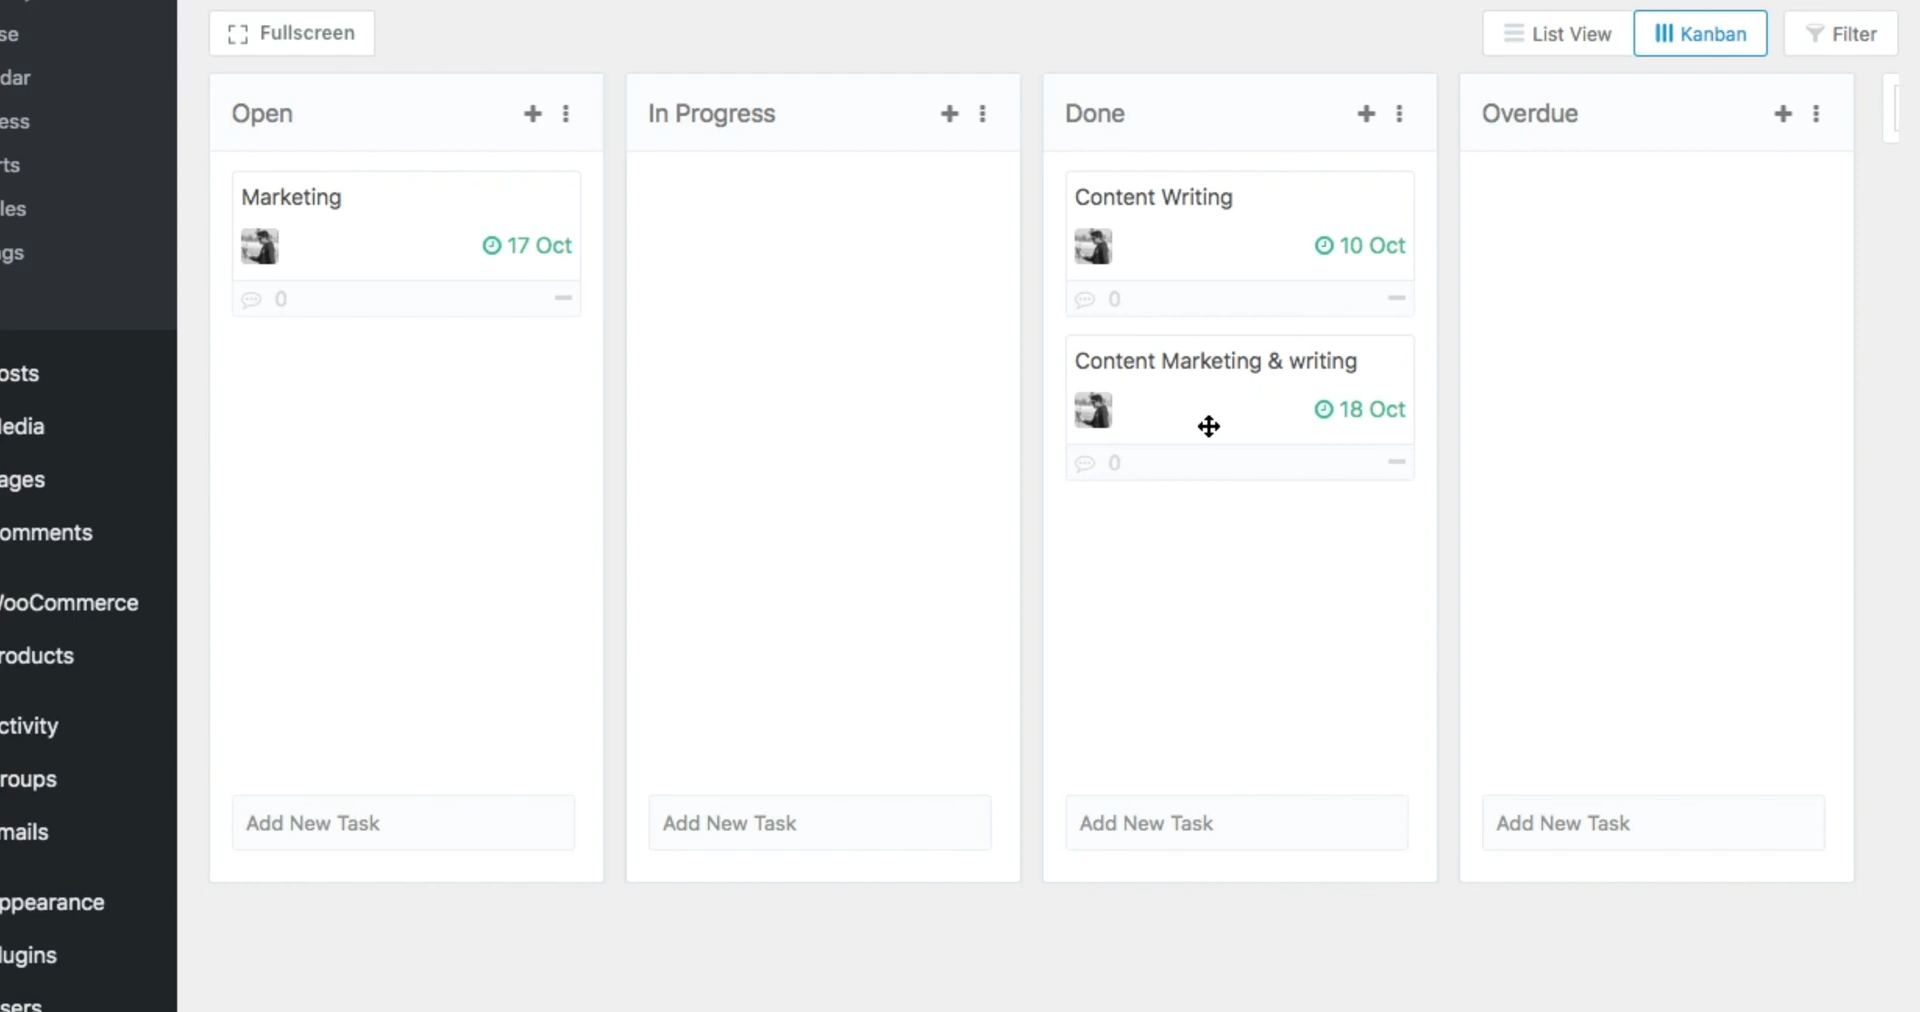 se
dar
ess
rts
les
gs
osts
edia
ages
omments
ooCommerce
roducts
ctivity
roups
mails
ppearance
lugins
sers
Fullscreen
List View
Kanban
Filter
Open
Marketing
17 Oct
0
Add New Task
In Progress
Add New Task
Done
Content Writing
10 Oct
0
Content Marketing & writing
18 Oct
0
Add New Task
Overdue
Add New Task